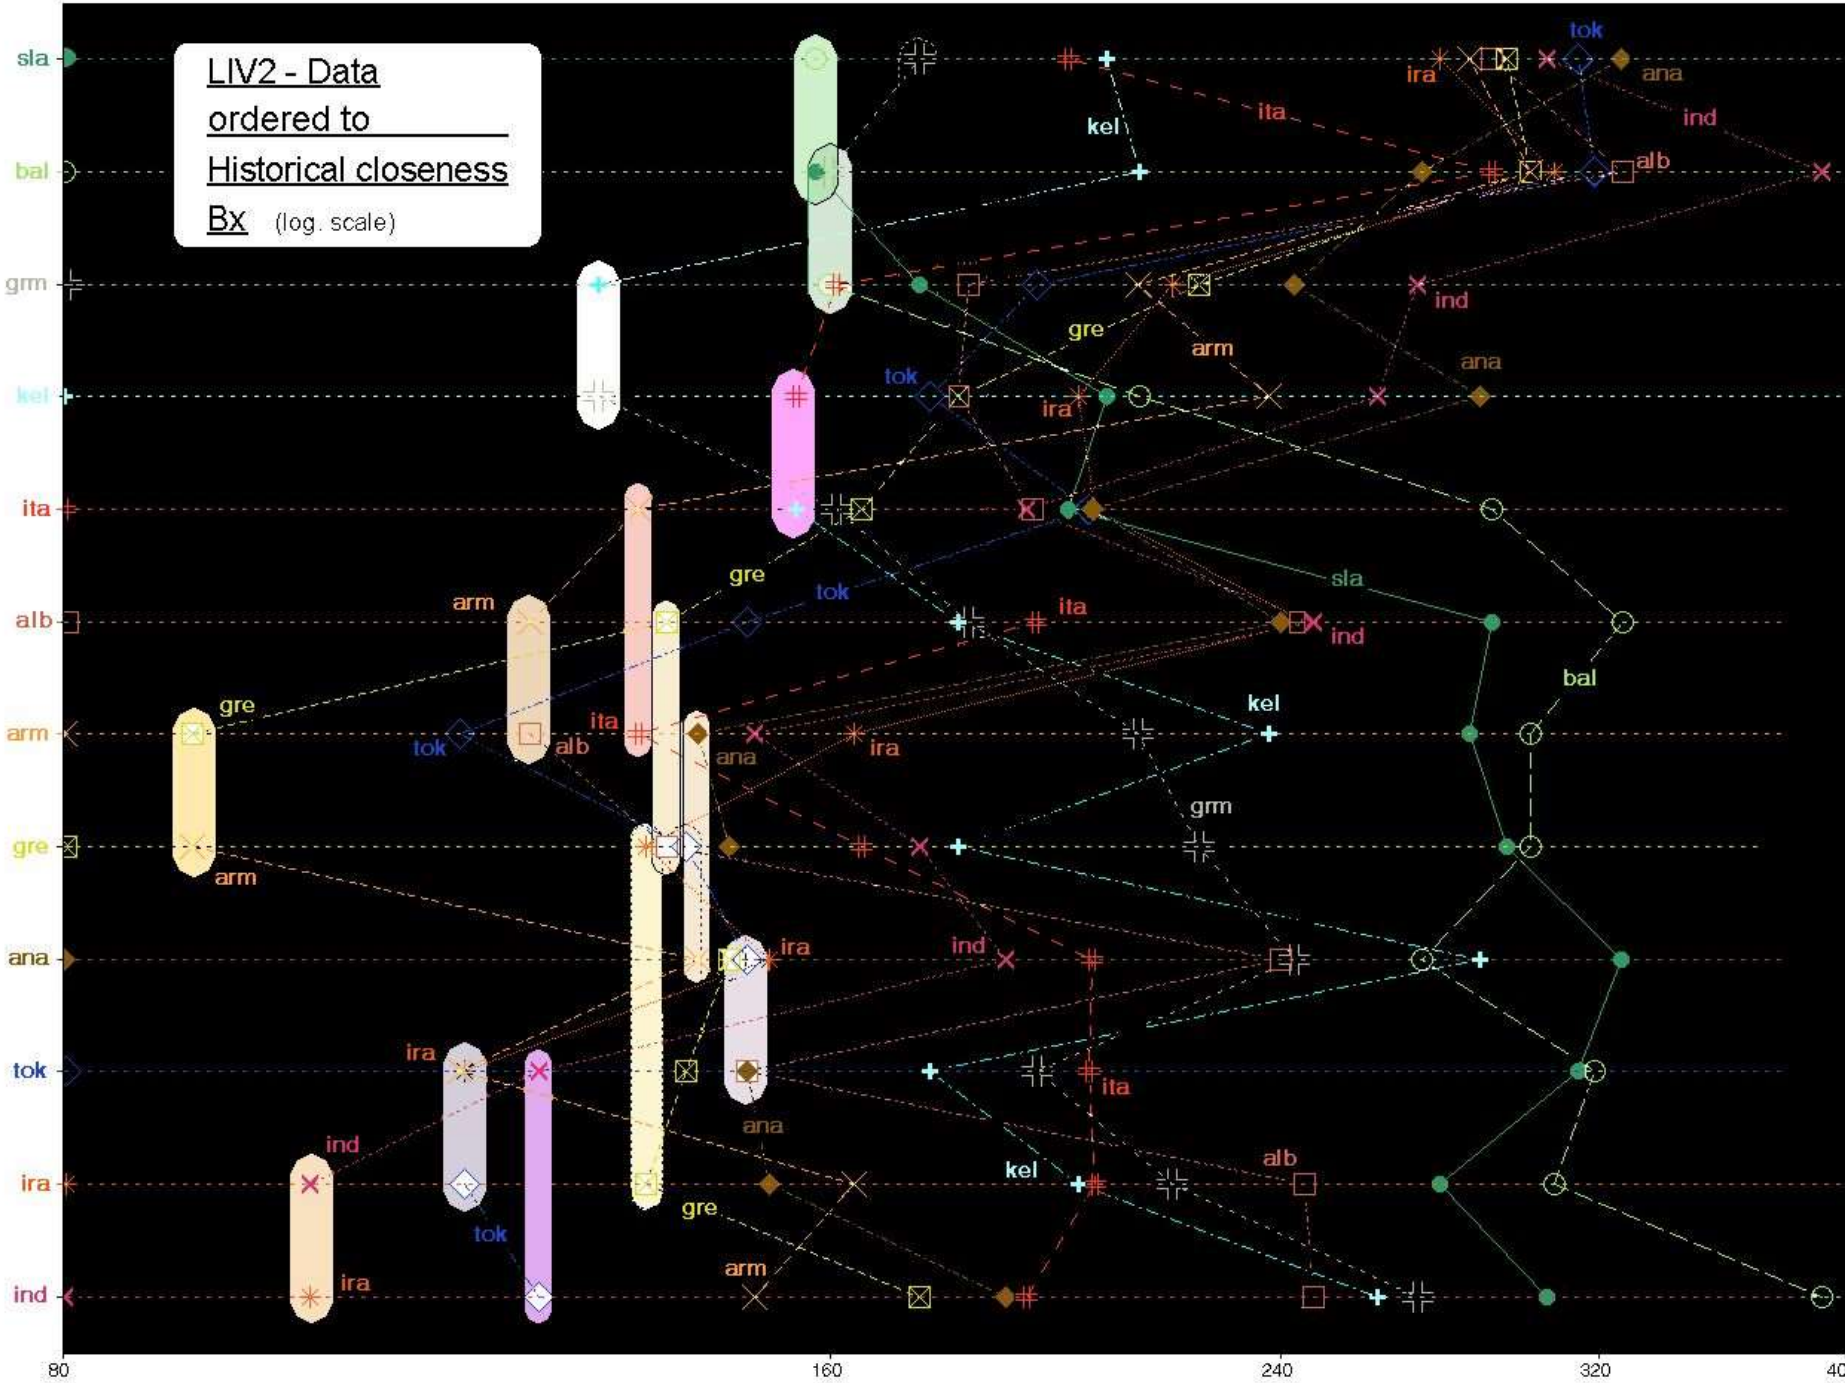 tok
sla
LIV2 - Data
ira
ana
ordered to
ita
ind
kel
Historical closeness
bal
alb
Bx (log. scale)
grm
ind
gre
arm
ana
tok
kel
ira
ita
gre
sla
tok
arm
ita
alb
ind
bal
gre
kel
ita
arm
tok
alb
ira
ana
grm
gre
arm
ind
ira
ana
ira
tok
ita
ana
ind
kel
alb
ira
gre
tok
arm
ira
ind
80 160 240 320 40